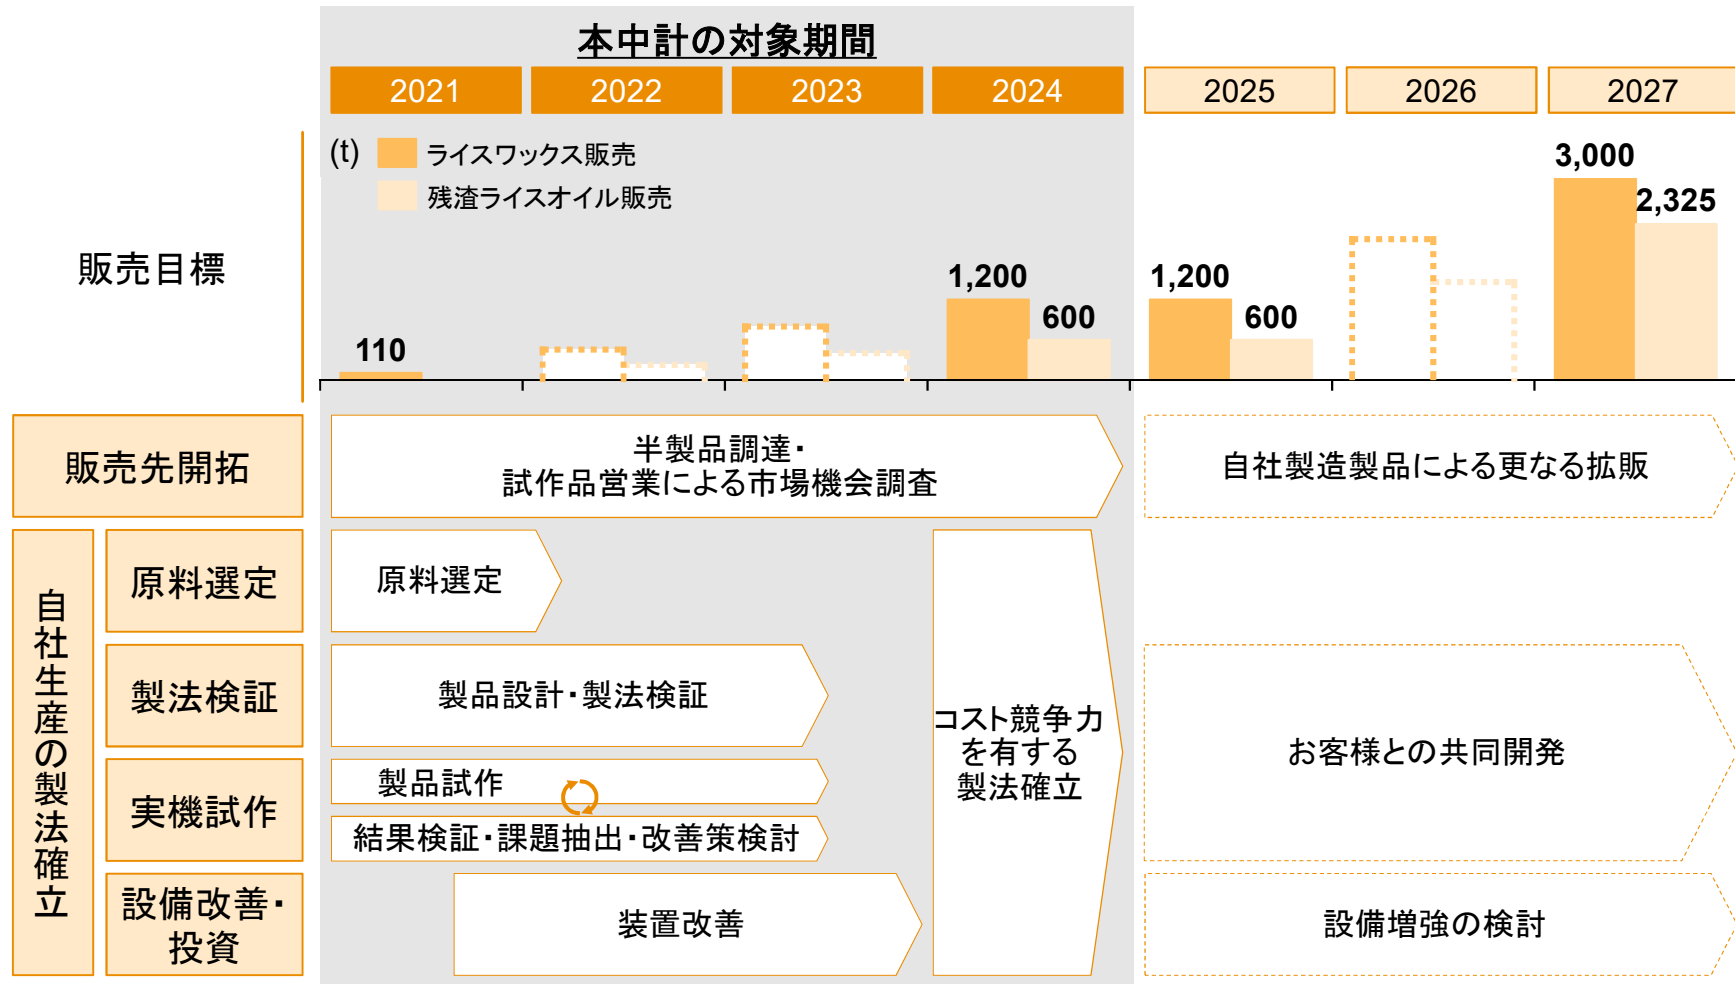 本中計の対象期間
2021
2022
2023
2024
2025
2026
2027
(t)
ライスワックス販売
残渣ライスオイル販売
販売目標
110
1,200
600
1,200
600
3,000
2,325
販売先開拓
半製品調達・
試作品営業による市場機会調査
自社製造製品による更なる拡販
自社生産の製法確立
原料選定
原料選定
製法検証
製品設計・製法検証
実機試作
製品試作
結果検証・課題抽出・改善策検討
設備改善・
投資
装置改善
コスト競争力
を有する
製法確立
お客様との共同開発
設備増強の検討